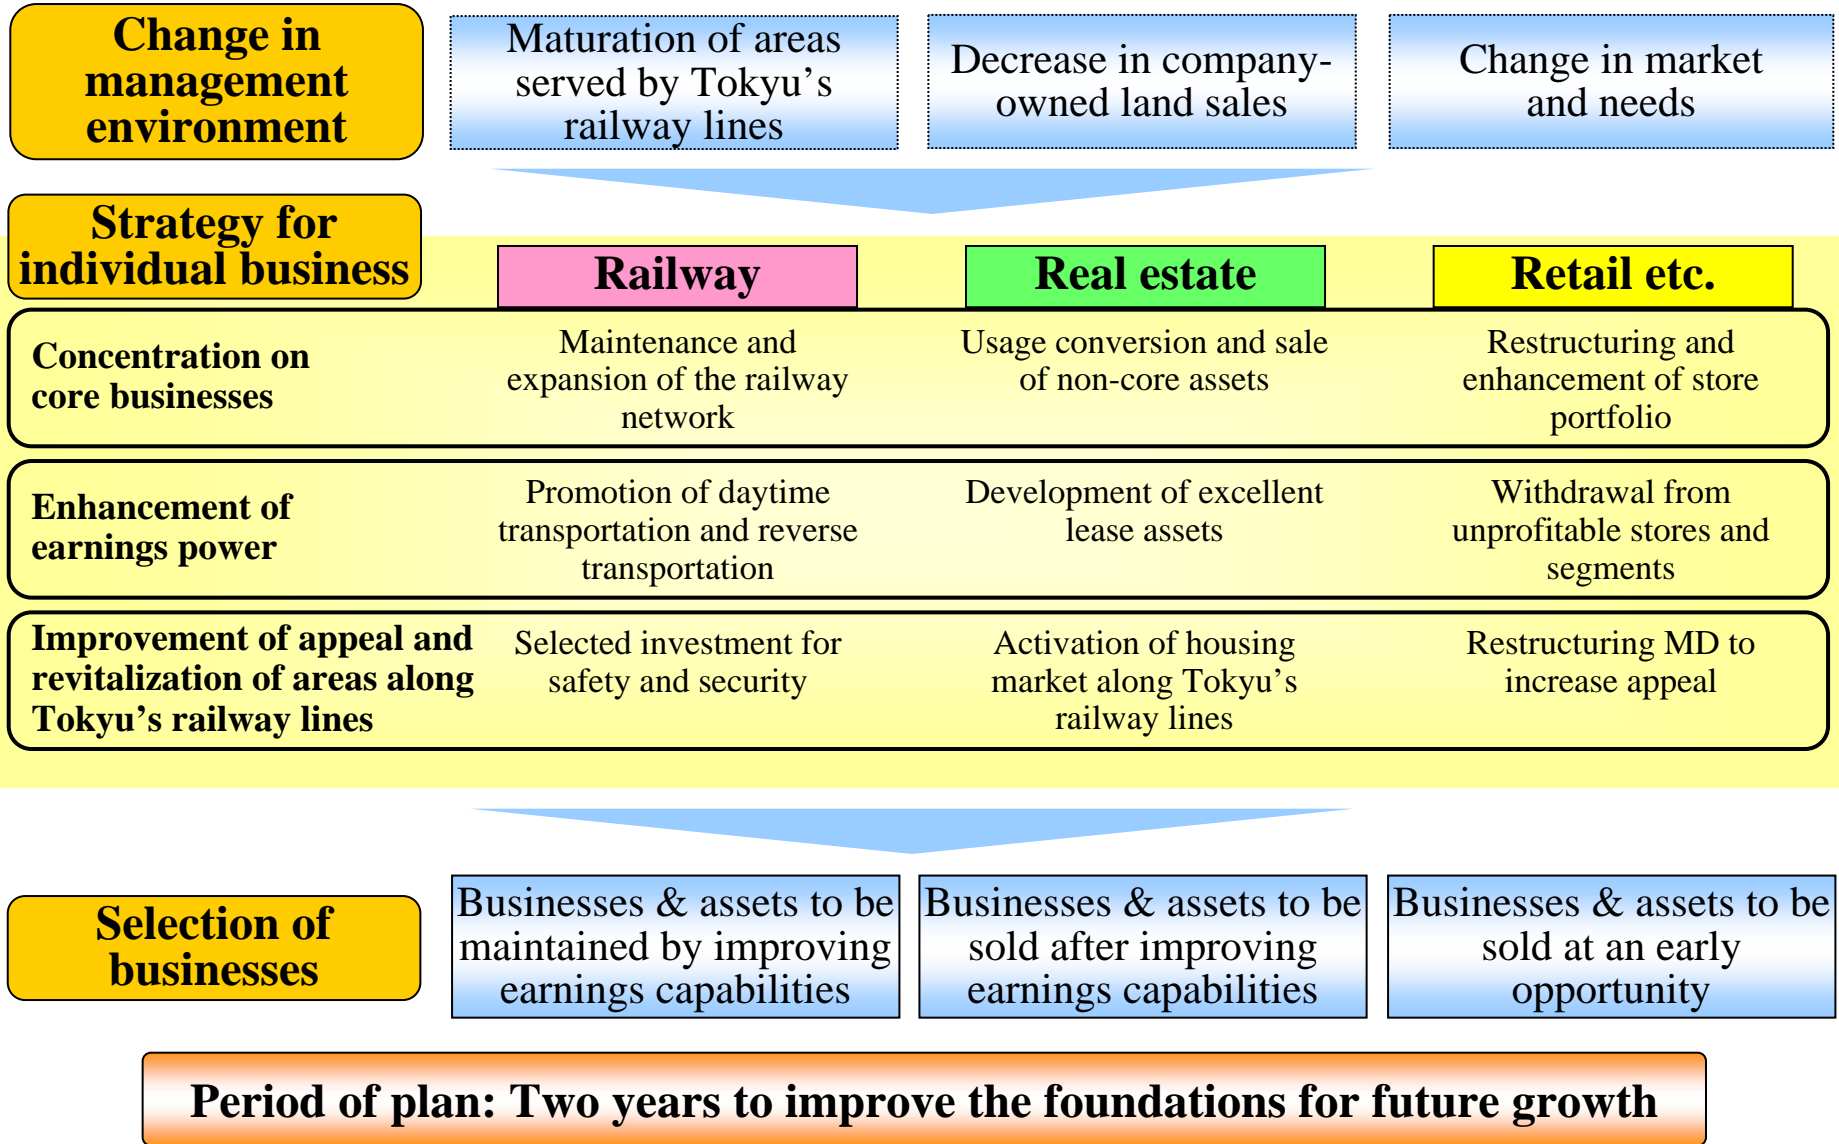 Change in
management
environment
Maturation of areas
served by Tokyu's
railway lines
Decrease in company-
owned land sales
Change in market
and needs
Strategy for
individual business
Railway
Real estate
Retail etc.
Concentration on
core businesses
Maintenance and
expansion of the railway
network
Usage conversion and sale
of non-core assets
Restructuring and
enhancement of store
portfolio
Enhancement of
earnings power
Promotion of daytime
transportation and reverse
transportation
Development of excellent
lease assets
Withdrawal from
unprofitable stores and
segments
Improvement of appeal and
revitalization of areas along
Tokyu's railway lines
Selected investment for
safety and security
Activation of housing
market along Tokyu's
railway lines
Restructuring MD to
increase appeal
Selection of
businesses
Businesses & assets to be
maintained by improving
earnings capabilities
Businesses & assets to be
sold after improving
earnings capabilities
Businesses & assets to be
sold at an early
opportunity
Period of plan: Two years to improve the foundations for future growth